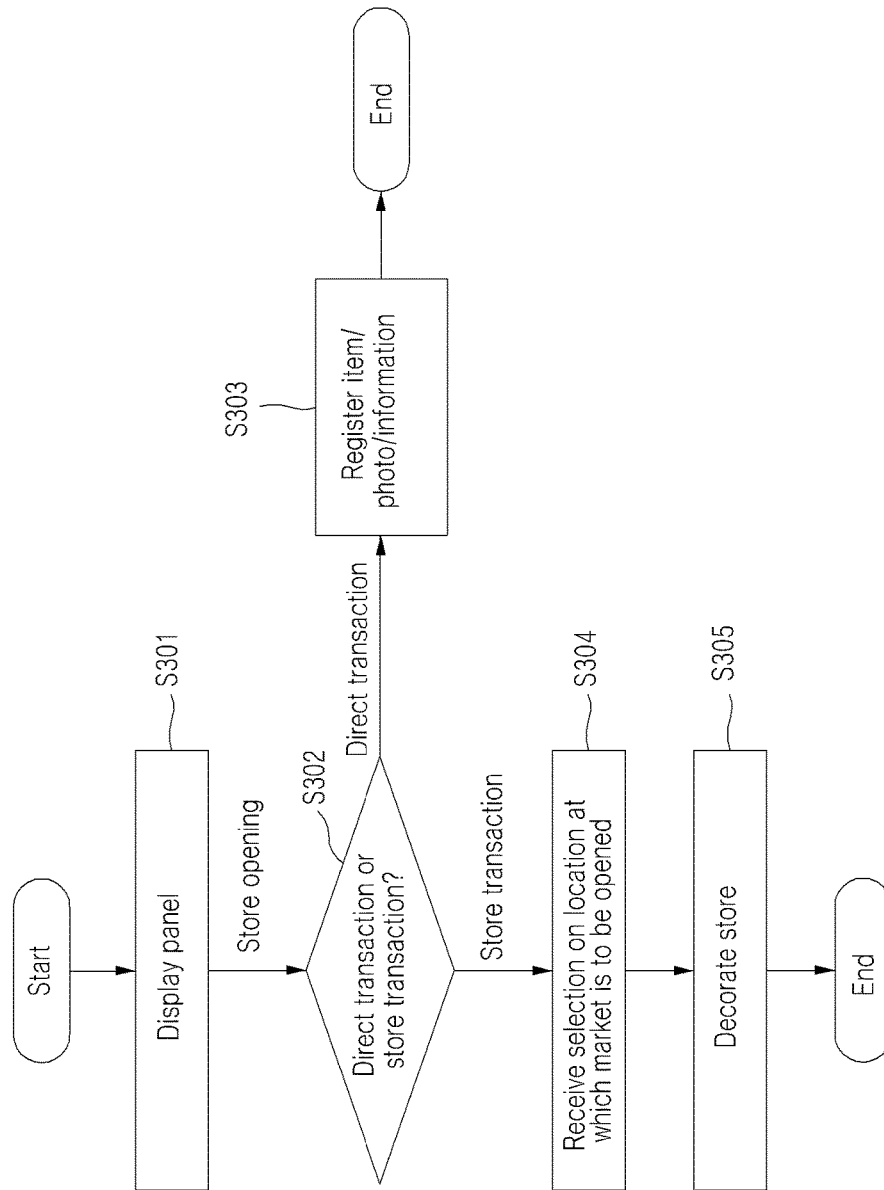 Start
Display panel
S301
Store opening
S302
Direct transaction or
store transaction?
Direct transaction
S303
Register item/
photo/information
End
Store transaction
S304
Receive selection on location at
which market is to be opened
S305
Decorate store
End